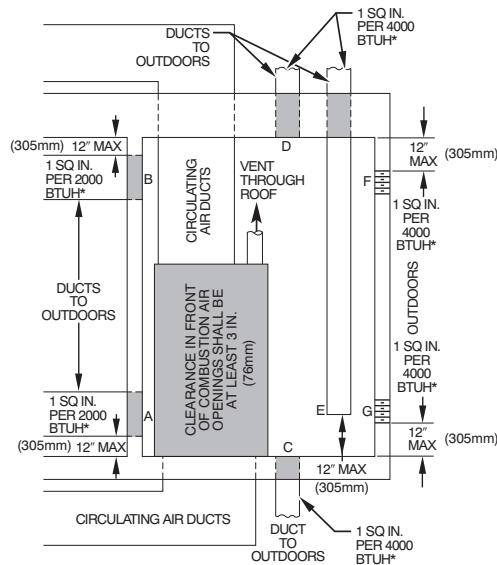 DUCTS
TO
OUTDOORS
1 SQ IN.
PER 4000
BTUH*
(305mm)
12″ MAX
1 SQ IN.
PER 2000
BTUH*
B
DUCTS
TO
OUTDOORS
1 SQ IN.
PER 2000
BTUH*
A
(305mm)
12″ MAX
CIRCULATING
AIR DUCTS
VENT
THROUGH
ROOF
D
CLEARANCE IN FRONT
OF COMBUSTION AIR
OPENINGS SHALL BE
AT LEAST 3 IN.
(76mm)
12″
MAX
(305mm)
F
1 SQ IN.
PER
4000
BTUH*
OUTDOORS
1 SQ IN.
PER
4000
BTUH*
E
G
12″
MAX
(305mm)
C
12″ MAX
(305mm)
CIRCULATING AIR DUCTS
DUCT
TO
OUTDOORS
1 SQ IN.
PER 4000
BTUH*